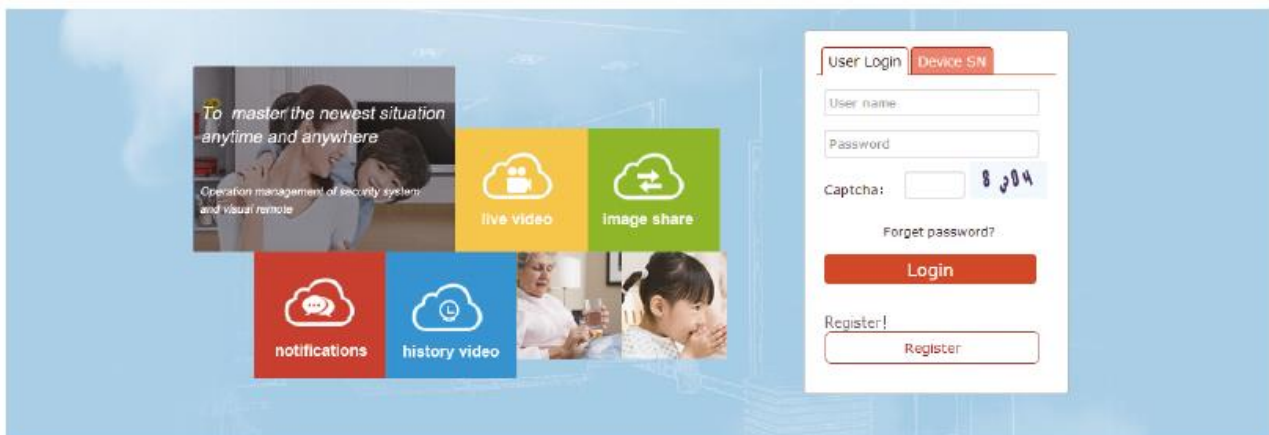 To master the newest situation
anytime and anywhere
Operation management of security system
and visual remote
live video
image share
notifications
history video
User Login
Device SN
User name
Password
Captcha:
8204
Forget password?
Login
Register!
Register